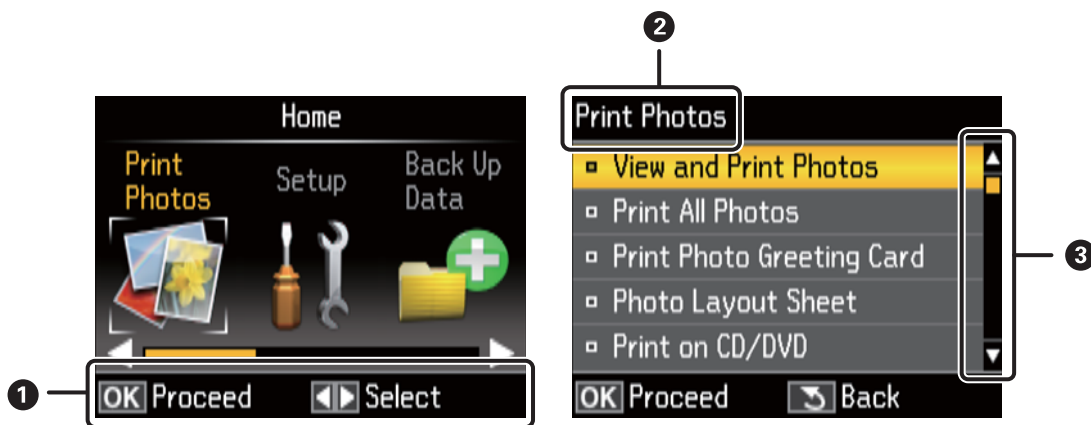 2
Home
Print Photos
Setup
Back Up Data
OK Proceed
Select
1
Print Photos
View and Print Photos
Print All Photos
Print Photo Greeting Card
Photo Layout Sheet
Print on CD/DVD
OK Proceed
Back
3